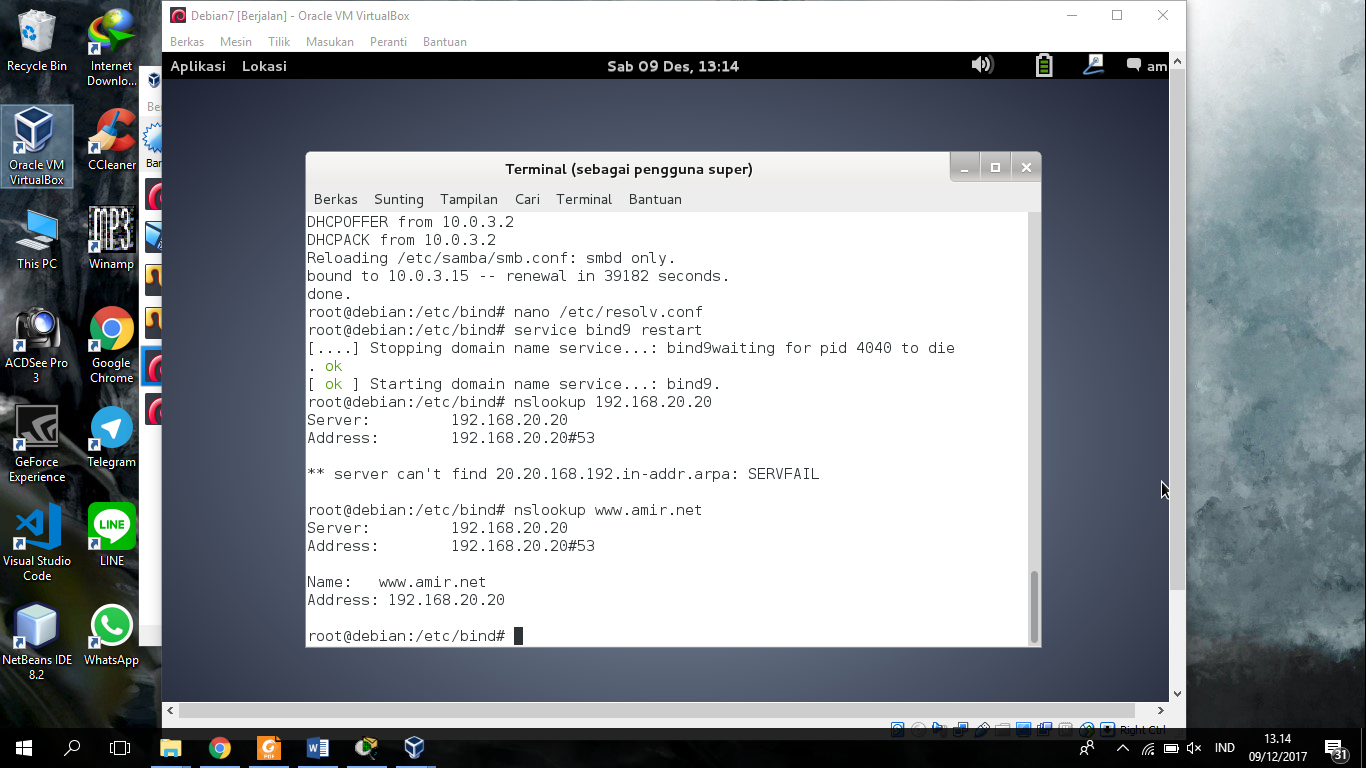 Debian7 [Berjalan] - Oracle VM VirtualBox
Berkas Mesin Tilik Masukan Peranti Bantuan
Aplikasi Lokasi Sab 09 Des, 13:14 am
Terminal (sebagai pengguna super)
Berkas Sunting Tampilan Cari Terminal Bantuan
DHCPOFFER from 10.0.3.2
DHCPACK from 10.0.3.2
Reloading /etc/samba/smb.conf: smbd only.
bound to 10.0.3.15 -- renewal in 39182 seconds.
done.
root@debian:/etc/bind# nano /etc/resolv.conf
root@debian:/etc/bind# service bind9 restart
[....] Stopping domain name service...: bind9waiting for pid 4040 to die
. ok
[ ok ] Starting domain name service...: bind9.
root@debian:/etc/bind# nslookup 192.168.20.20
Server: 192.168.20.20
Address: 192.168.20.20#53
** server can't find 20.20.168.192.in-addr.arpa: SERVFAIL
root@debian:/etc/bind# nslookup www.amir.net
Server: 192.168.20.20
Address: 192.168.20.20#53
Name: www.amir.net
Address: 192.168.20.20
root@debian:/etc/bind#
Right Ctrl
Recycle Bin
Internet
Downlo...
Oracle VM
VirtualBox
CCleaner
This PC
MP3
Winamp
ACDSee Pro
3
Google
Chrome
GeForce
Experience
Telegram
Visual Studio
Code
LINE
LINE
NetBeans IDE
8.2
WhatsApp
Be
Bar
PDF
IND
13.14
09/12/2017
31